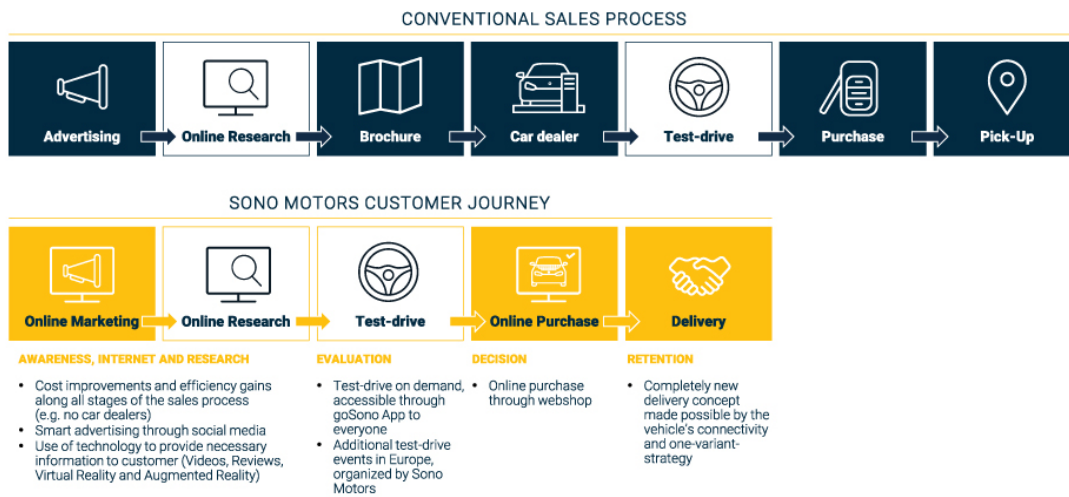 CONVENTIONAL SALES PROCESS
Advertising
Online Research
Brochure
Car dealer
Test-drive
Purchase
Pick-Up
SONO MOTORS CUSTOMER JOURNEY
Online Marketing
Online Research
Test-drive
Online Purchase
Delivery
AWARENESS, INTERNET AND RESEARCH
• Cost improvements and efficiency gains
along all stages of the sales process
(e.g. no car dealers)
• Smart advertising through social media
• Use of technology to provide necessary
information to customer (Videos, Reviews,
Virtual Reality and Augmented Reality)
EVALUATION
• Test-drive on demand,
accessible through
goSono App to
everyone
• Additional test-drive
events in Europe,
organized by Sono
Motors
DECISION
• Online purchase
through webshop
RETENTION
• Completely new
delivery concept
made possible by the
vehicle's connectivity
and one-variant-
strategy